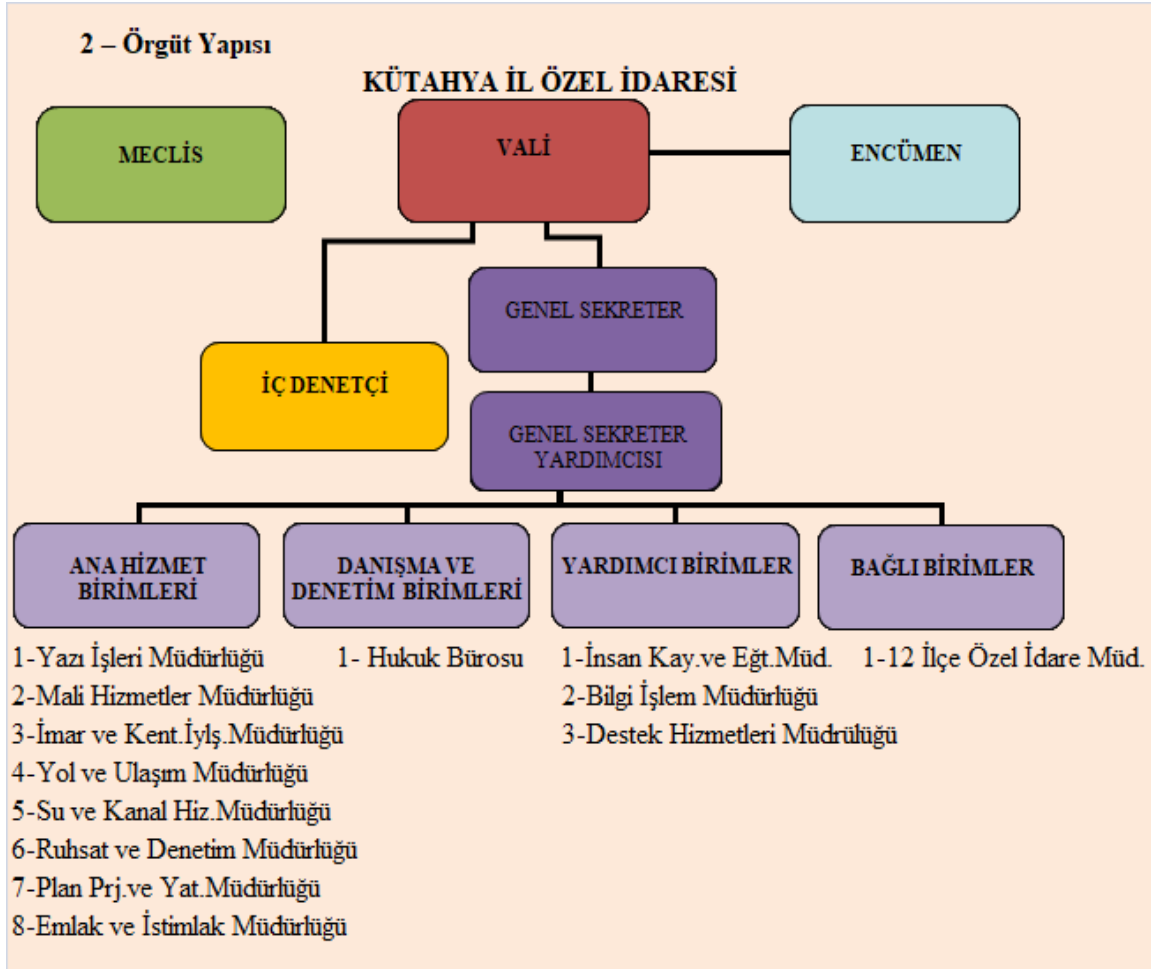 2 – Örgüt Yapısı
KÜTAHYA İL ÖZEL İDARESİ
MECLİS
VALİ
ENCÜMEN
GENEL SEKRETER
İÇ DENETÇİ
GENEL SEKRETER
YARDIMCISI
ANA HİZMET
BİRİMLERİ
DANIŞMA VE
DENETİM BİRIMLERİ
YARDIMCI BİRIMLER
BAĞLI BİRİMLER
1-Yazı İşleri Müdürlüğü
2-Mali Hizmetler Müdürlüğü
3-İmar ve Kent.İylş.Müdürlüğü
4-Yol ve Ulaşım Müdürlüğü
5-Su ve Kanal Hiz.Müdürlüğü
6-Ruhsat ve Denetim Müdürlüğü
7-Plan Prj.ve Yat.Müdürlüğü
8-Emlak ve İstimlak Müdürlüğü
1- Hukuk Bürosu
1-İnsan Kay.ve Eğt.Müd.
2-Bilgi İşlem Müdürlüğü
3-Destek Hizmetleri Müdrülüğü
1-12 İlçe Özel İdare Müd.